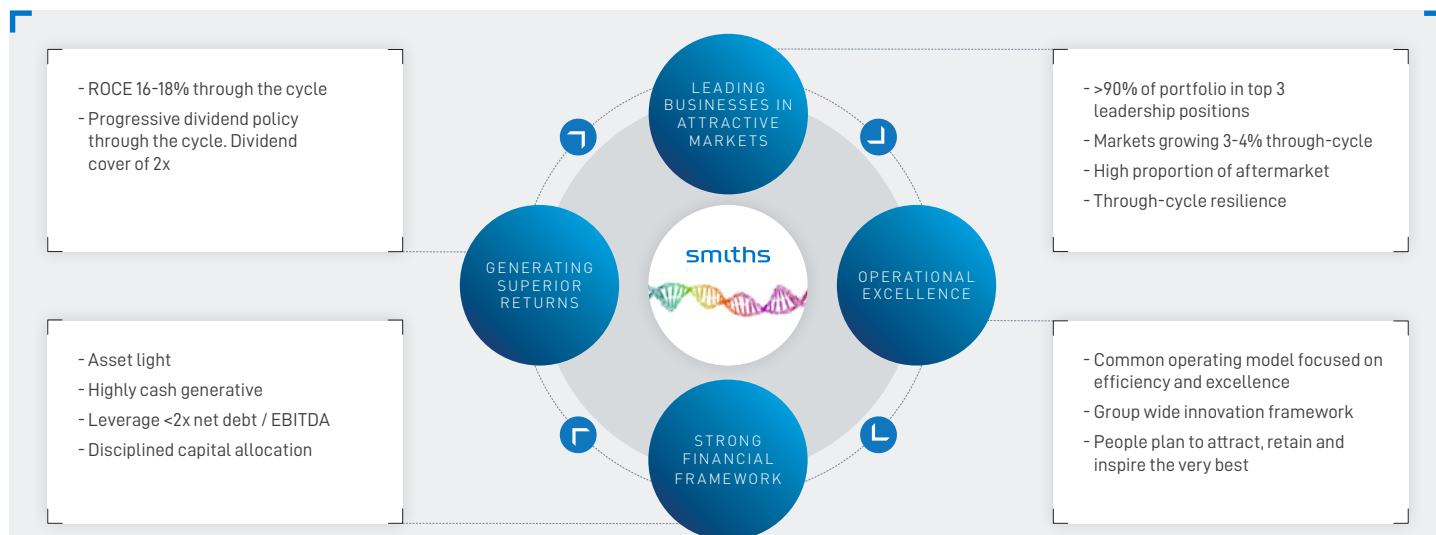 - ROCE 16-18% through the cycle
- Progressive dividend policy
through the cycle. Dividend
cover of 2x
LEADING
BUSINESSES IN
ATTRACTIVE
MARKETS
- >90% of portfolio in top 3
leadership positions
- Markets growing 3-4% through-cycle
- High proportion of aftermarket
- Through-cycle resilience
GENERATING
SUPERIOR
RETURNS
smiths
OPERATIONAL
EXCELLENCE
- Asset light
- Highly cash generative
- Leverage <2x net debt / EBITDA
- Disciplined capital allocation
STRONG
FINANCIAL
FRAMEWORK
- Common operating model focused on
efficiency and excellence
- Group wide innovation framework
- People plan to attract, retain and
inspire the very best